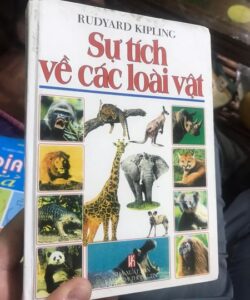 RUDYARD KIPLING
Sự tích
về các loài vật